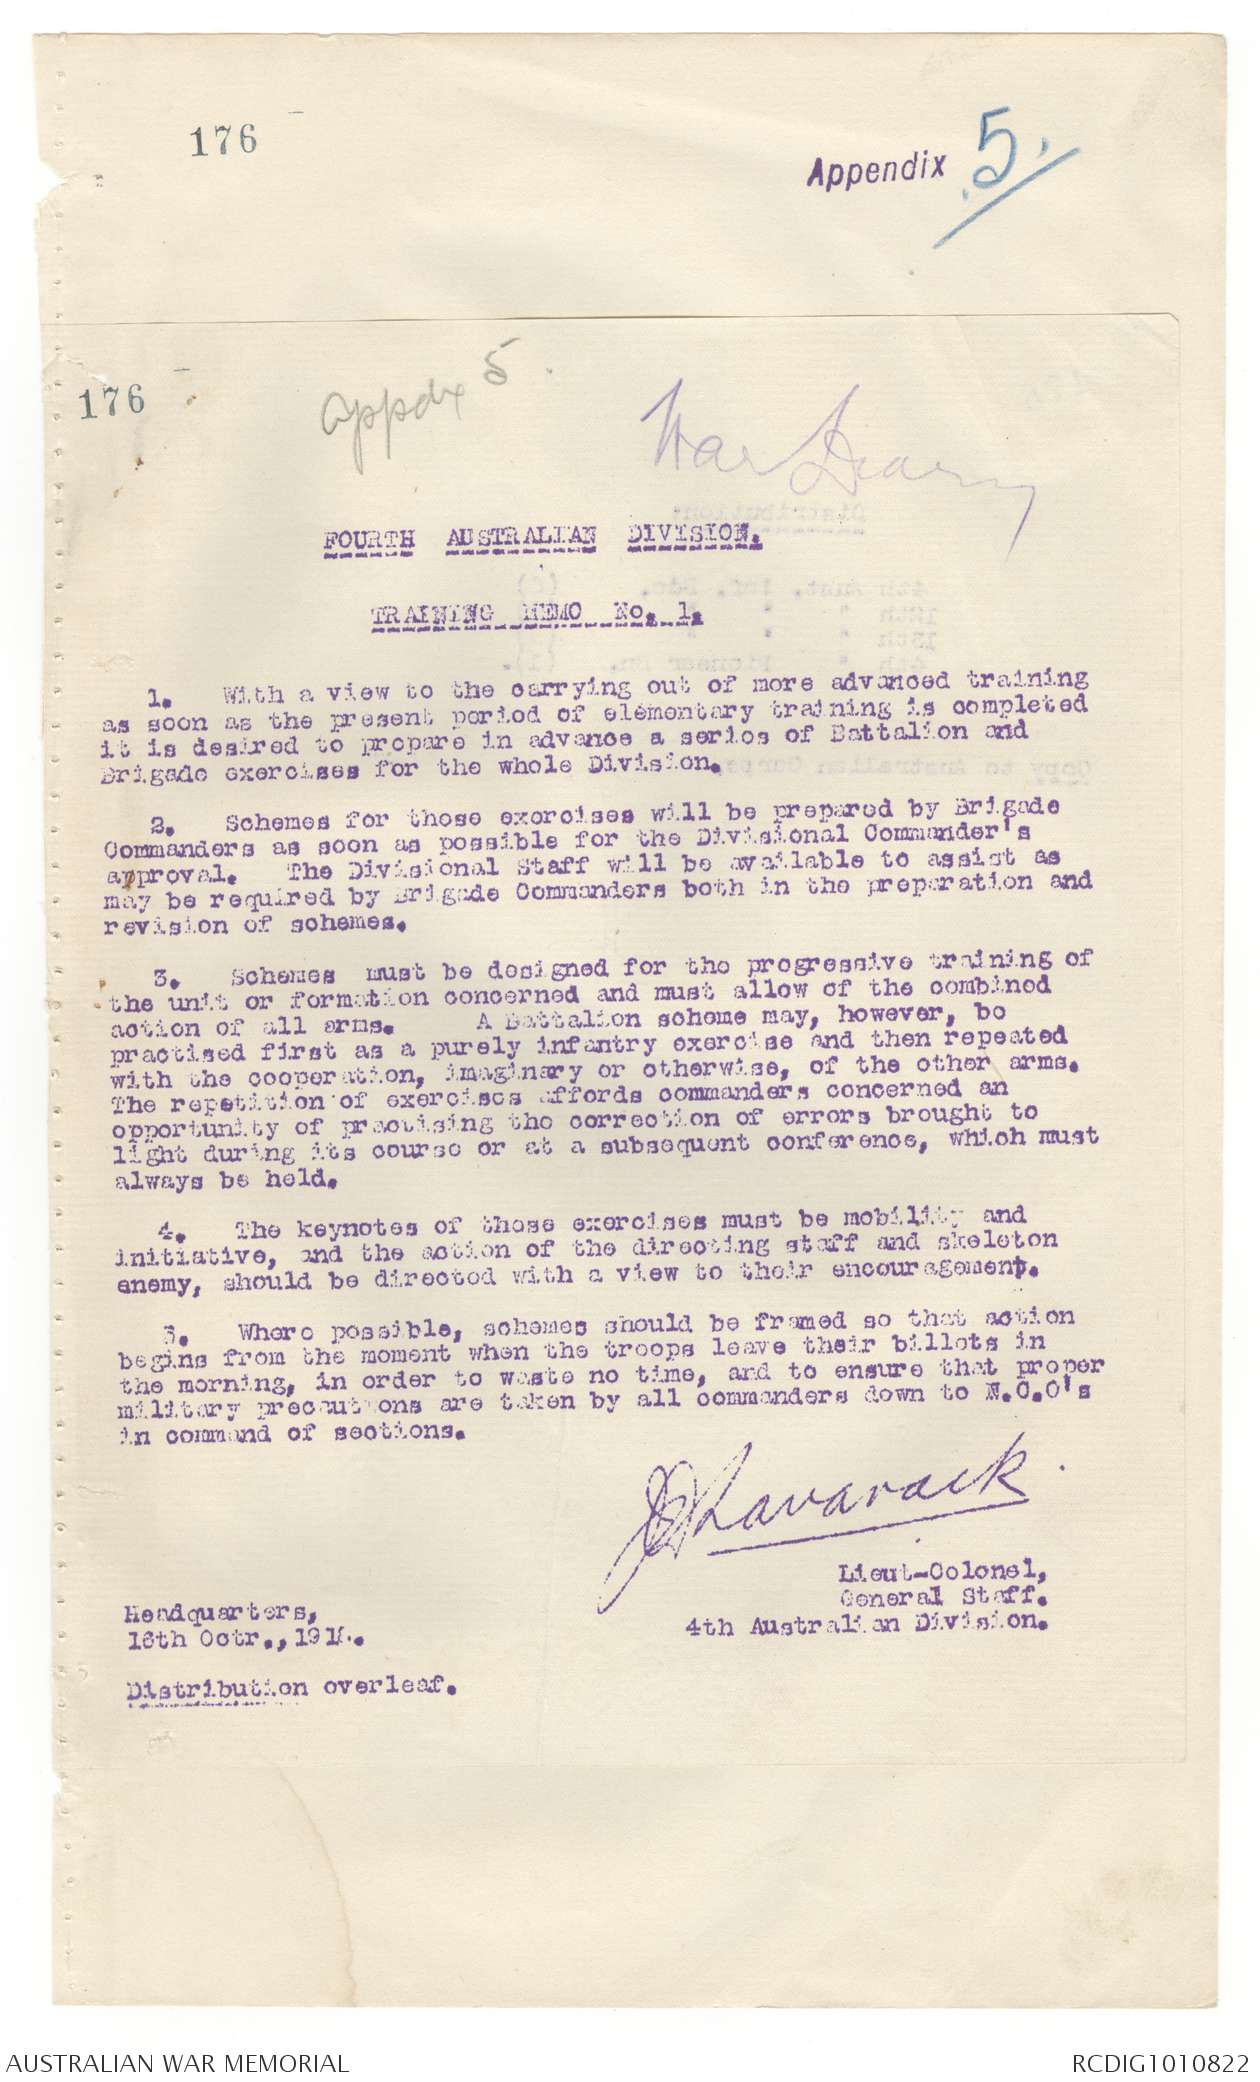 176
Appendix 5.
176
Appdx 5.
War Diary
FOURTH AUSTRALIAN DIVISION.
TRAINING MEMO No. 1.
1. With a view to the carrying out of more advanced training
as soon as the present period of elementary training is completed
it is desired to prepare in advance a series of Battalion and
Brigade exercises for the whole Division.
2. Schemes for those exercises will be prepared by Brigade
Commanders as soon as possible for the Divisional Commander's
approval. The Divisional Staff will be available to assist as
may be required by Brigade Commanders both in the preparation and
revision of schemes.
3. Schemes must be designed for the progressive training of
the unit or formation concerned and must allow of the combined
action of all arms. A Battalion scheme may, however, be
practised first as a purely infantry exercise and then repeated
with the cooperation, imaginary or otherwise, of the other arms.
The repetition of exercises affords commanders concerned an
opportunity of practising the correction of errors brought to
light during its course or at a subsequent conference, which must
always be held.
4. The keynotes of those exercises must be mobility and
initiative, and the action of the directing staff and skeleton
enemy, should be directed with a view to their encouragement.
5. Where possible, schemes should be framed so that action
begins from the moment when the troops leave their billets in
the morning, in order to waste no time, and to ensure that proper
military precautions are taken by all commanders down to N.C.O's
in command of sections.
JDLavarack
Lieut-Colonel,
General Staff.
4th Australian Division.
Headquarters,
16th Octr.,
Distribution overleaf.
AUSTRALIAN WAR MEMORIAL
RCDIG1010822